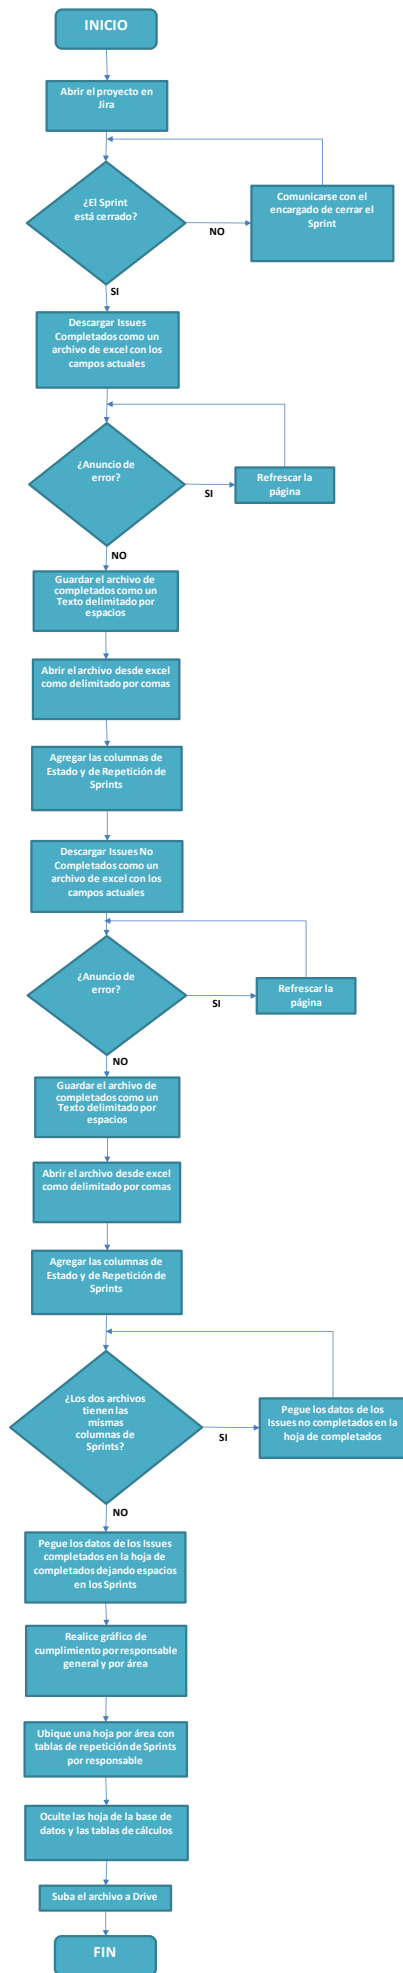 INICIO
Abrir el proyecto en
Jira
¿El Sprint
está cerrado?
Comunicarse con el
encargado de cerrar el
Sprint
NO
SI
Descargar Issues
Completados como un
archivo de excel con los
campos actuales
¿Anuncio de
error?
Refrescar la
página
SI
NO
Guardar el archivo de
completados como un
Texto delimitado por
espacios
Abrir el archivo desde excel
como delimitado por comas
Agregar las columnas de
Estado y de Repetición de
Sprints
Descargar Issues No
Completados como un
archivo de excel con los
campos actuales
¿Anuncio de
error?
Refrescar la
página
SI
NO
Guardar el archivo de
completados como un
Texto delimitado por
espacios
Abrir el archivo desde excel
como delimitado por comas
Agregar las columnas de
Estado y de Repetición de
Sprints
¿Los dos archivos
tienen las
mismas
columnas de
Sprints?
Pegue los datos de los
Issues no completados en la
hoja de completados
SI
NO
Pegue los datos de los Issues
completados en la hoja de
completados dejando espacios
en los Sprints
Realice gráfico de
cumplimiento por responsable
general y por área
Ubique una hoja por área con
tablas de repetición de Sprints
por responsable
Oculte las hoja de la base de
datos y las tablas de cálculos
Suba el archivo a Drive
FIN